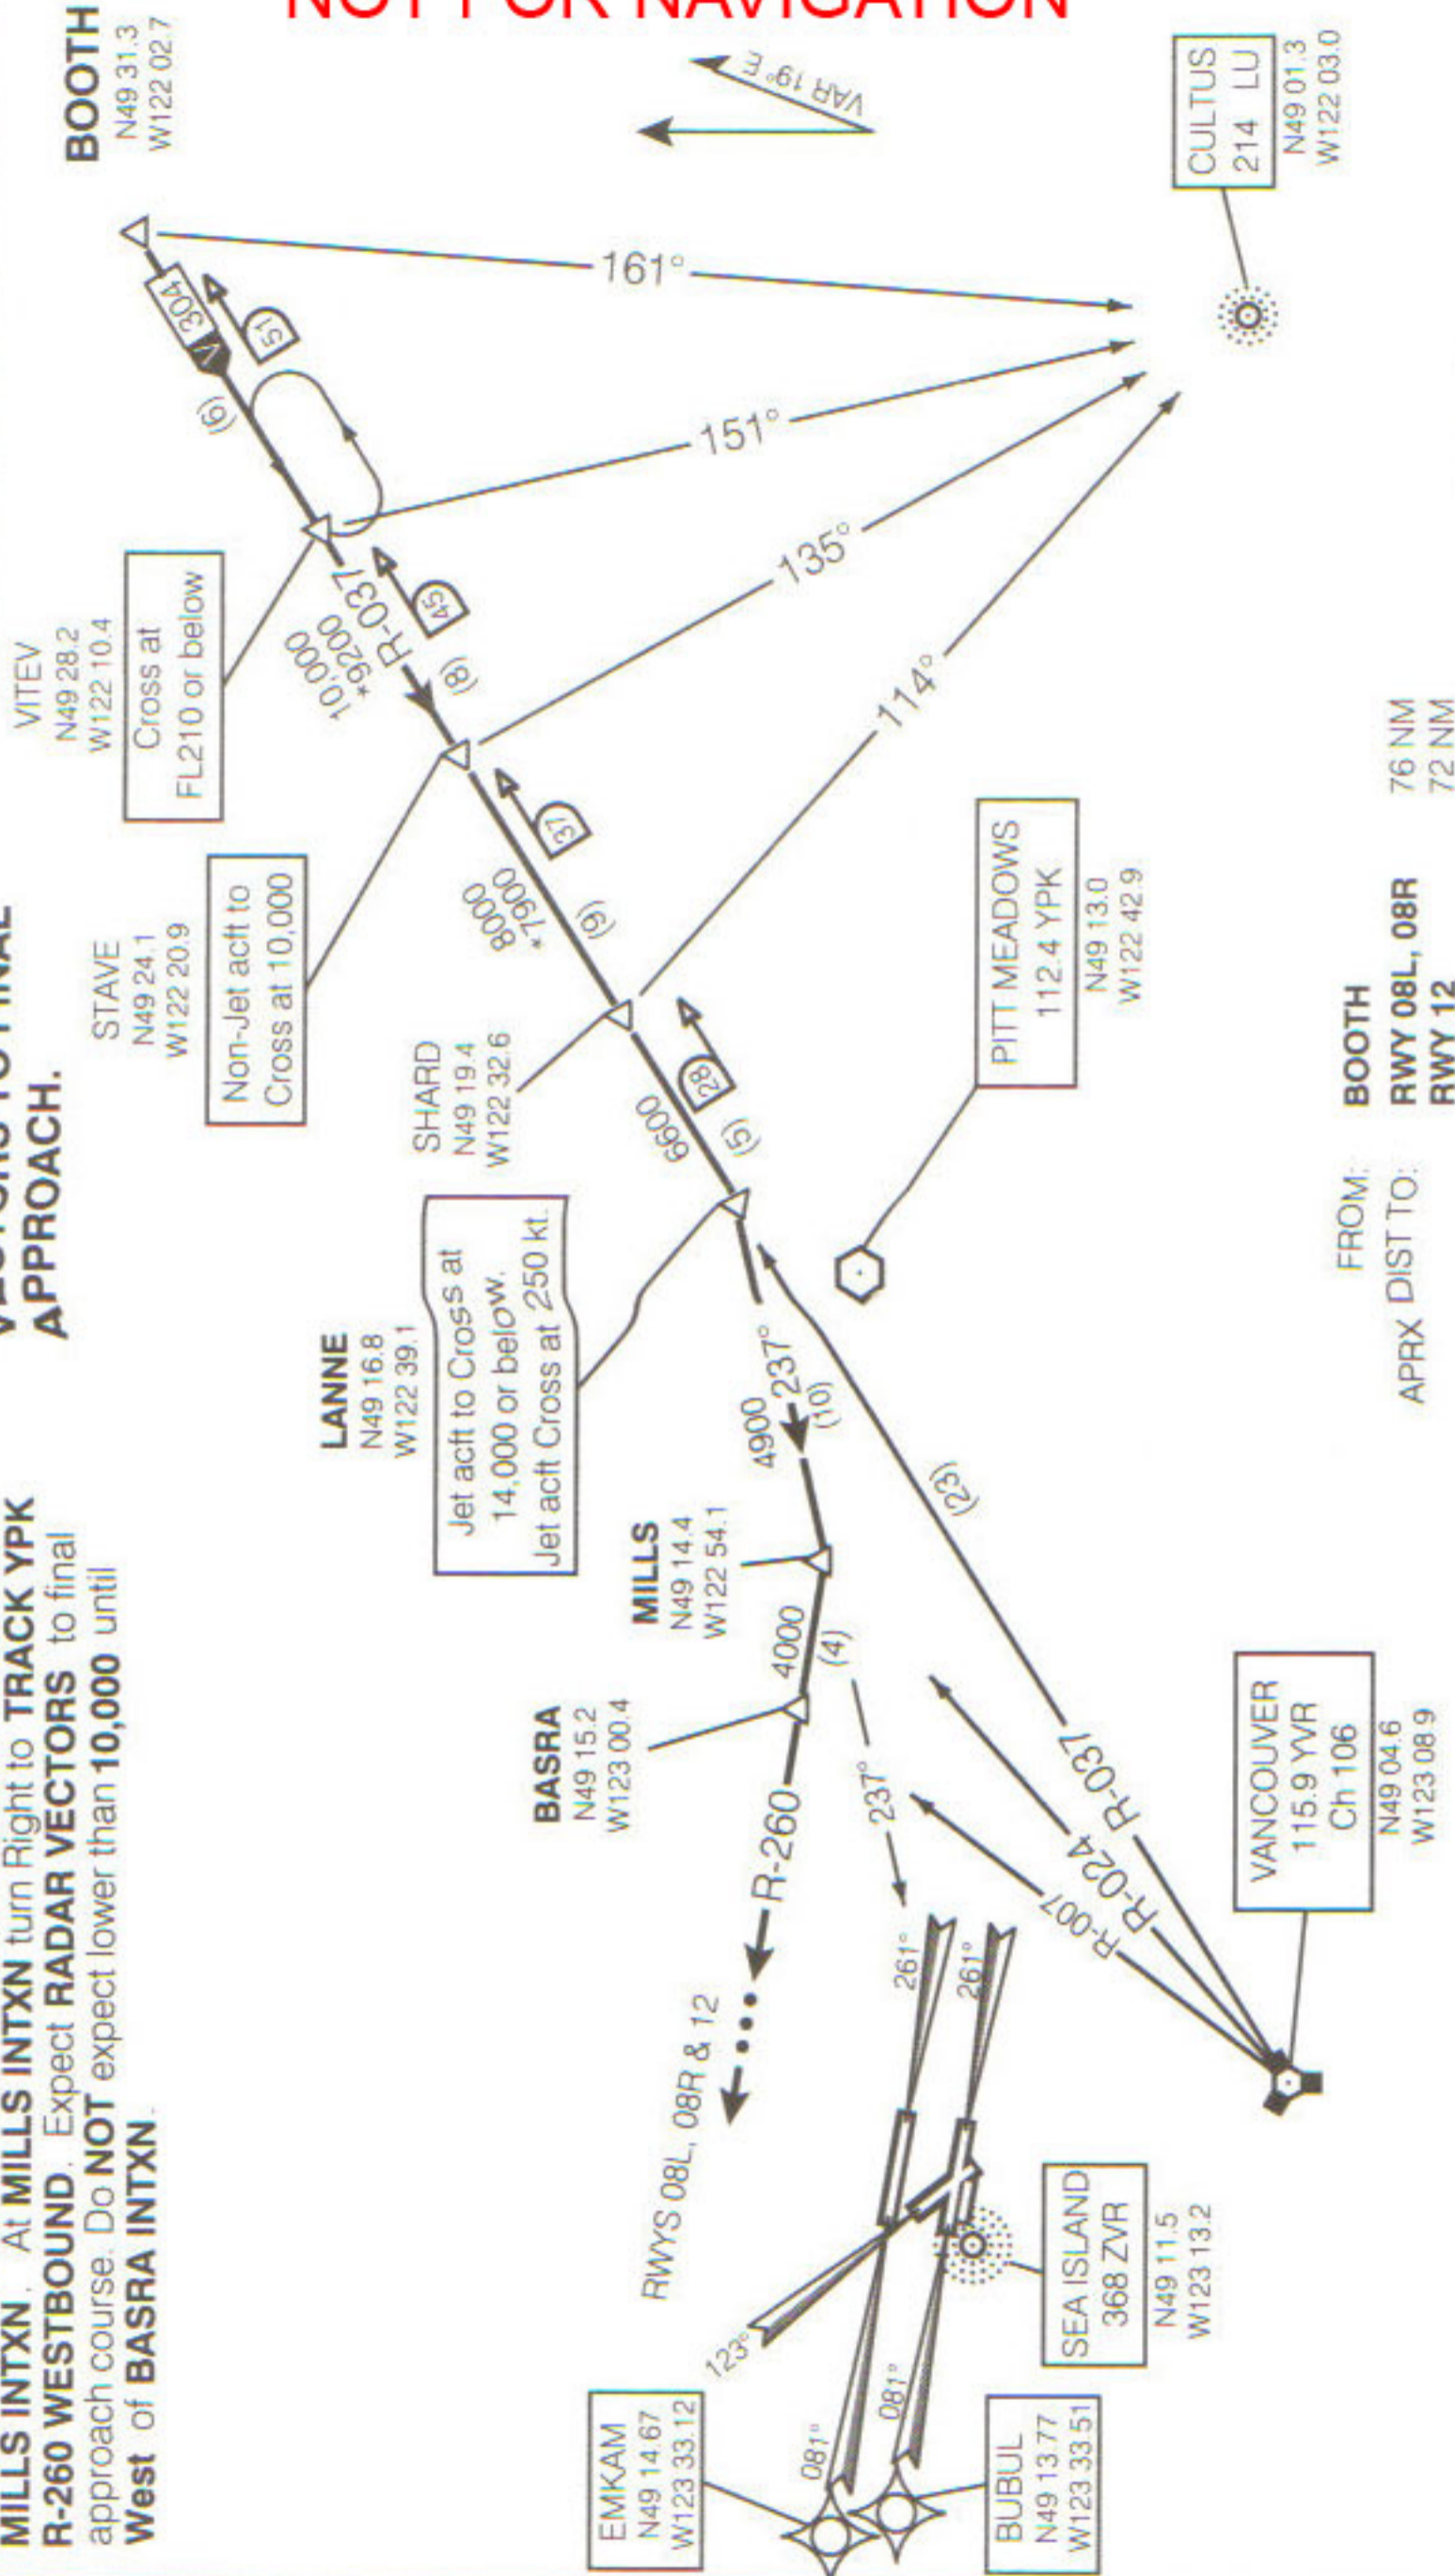 NOT FOR NAVIGATION
MILLS INTXN. At MILLS INTXN turn Right to TRACK YPK
R-260 WESTBOUND. Expect RADAR VECTORS to final
approach course. Do NOT expect lower than 10,000 until
West of BASRA INTXN.
APPROACH.
BOOTH
N49 31.3
W122 02.7
VITEV
N49 28.2
W122 10.4
Cross at
FL210 or below
STAVE
N49 24.1
W122 20.9
Non-Jet acft to
Cross at 10,000
SHARD
N49 19.4
W122 32.6
LANNE
N49 16.8
W122 39.1
Jet acft to Cross at
14,000 or below.
Jet acft Cross at 250 kt.
MILLS
N49 14.4
W122 54.1
BASRA
N49 15.2
W123 00.4
V 304
51
(6)
10,000
*9200
R-037
45
(8)
37
8000
*7900
(9)
28
6600
(5)
4900
237°
(10)
4000
(4)
R-260
237°
RWYS 08L, 08R & 12
161°
151°
135°
114°
VAR 19° E
CULTUS
214 LU
N49 01.3
W122 03.0
PITT MEADOWS
112.4 YPK
N49 13.0
W122 42.9
(23)
R-037
R-024
R-007
VANCOUVER
115.9 YVR
Ch 106
N49 04.6
W123 08.9
261°
261°
123°
081°
081°
SEA ISLAND
368 ZVR
N49 11.5
W123 13.2
EMKAM
N49 14.67
W123 33.12
BUBUL
N49 13.77
W123 33 51
FROM: BOOTH
APRX DIST TO: RWY 08L, 08R 76 NM
RWY 12 72 NM